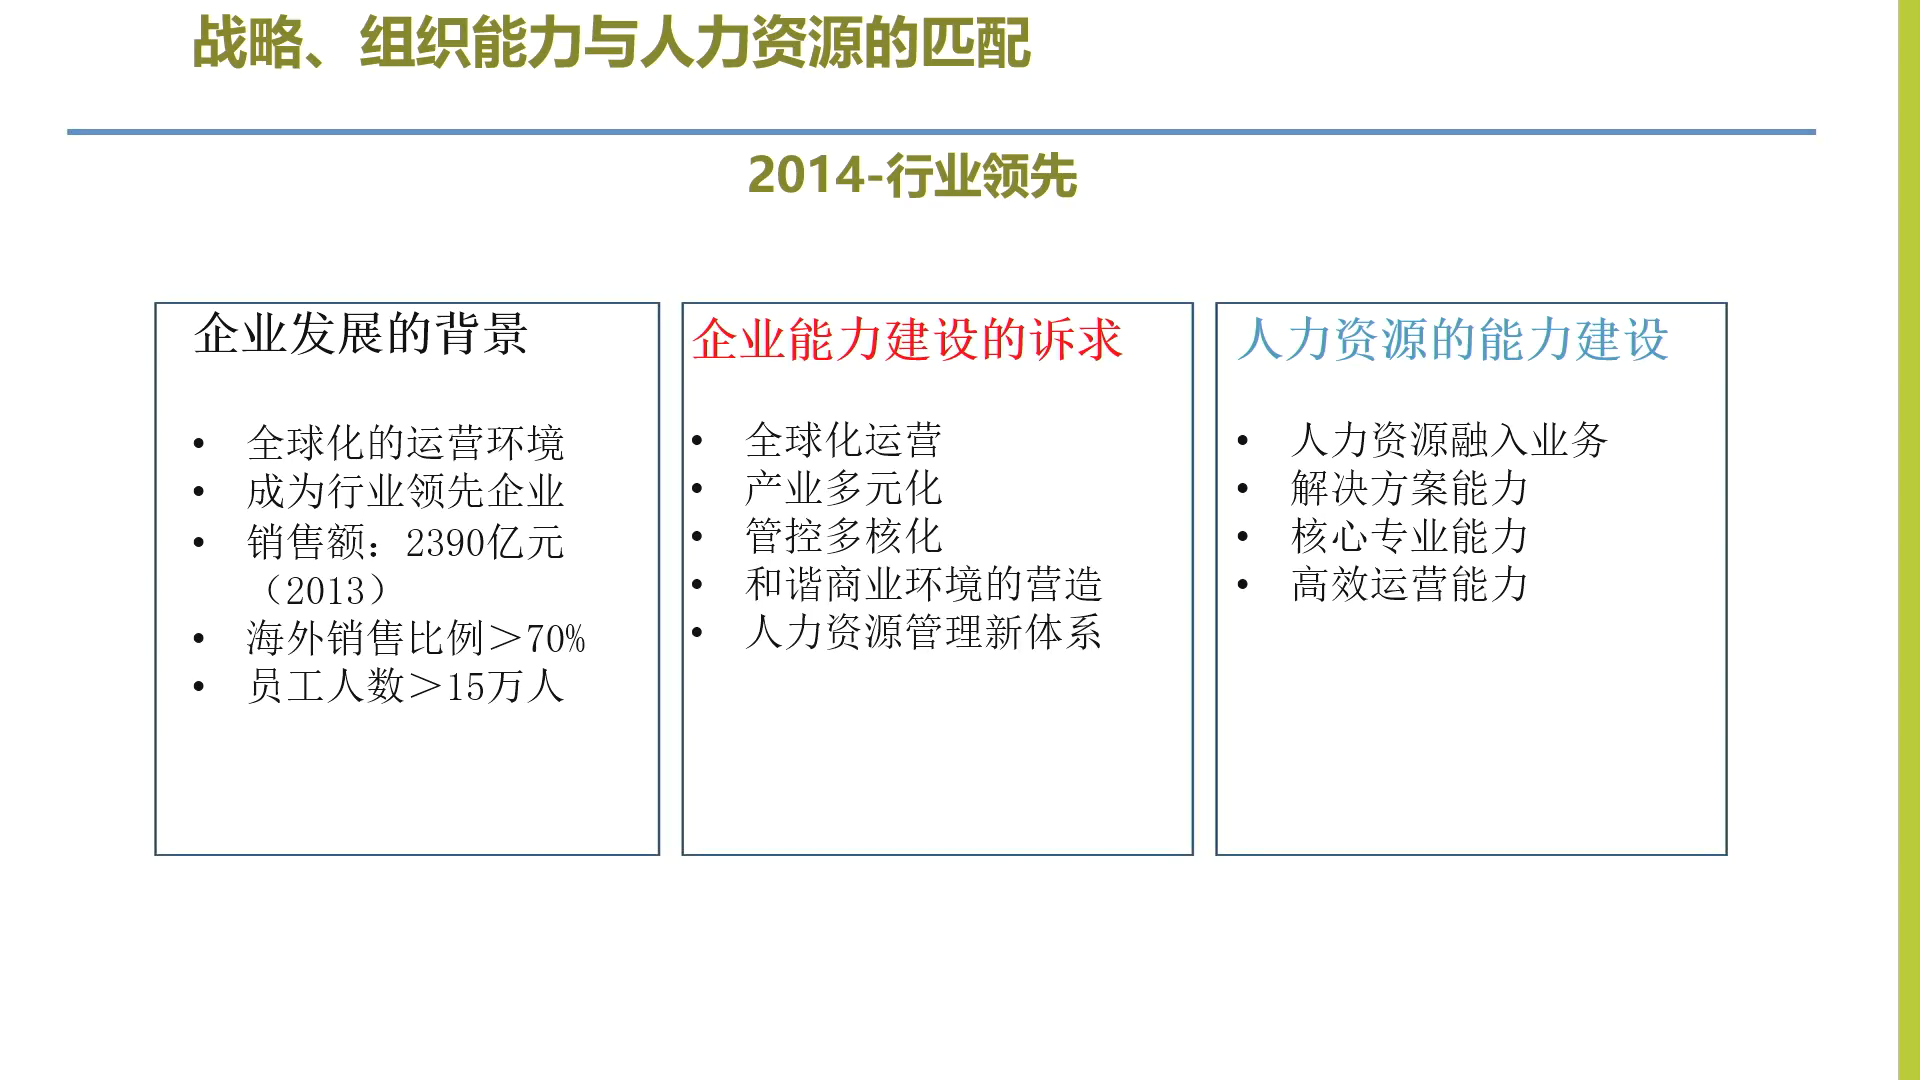 战略、组织能力与人力资源的匹配
2014-行业领先
企业发展的背景
• 全球化的运营环境
• 成为行业领先企业
• 销售额：2390亿元
（2013）
• 海外销售比例＞70%
• 员工人数＞15万人
企业能力建设的诉求
• 全球化运营
• 产业多元化
• 管控多核化
• 和谐商业环境的营造
• 人力资源管理新体系
人力资源的能力建设
• 人力资源融入业务
• 解决方案能力
• 核心专业能力
• 高效运营能力